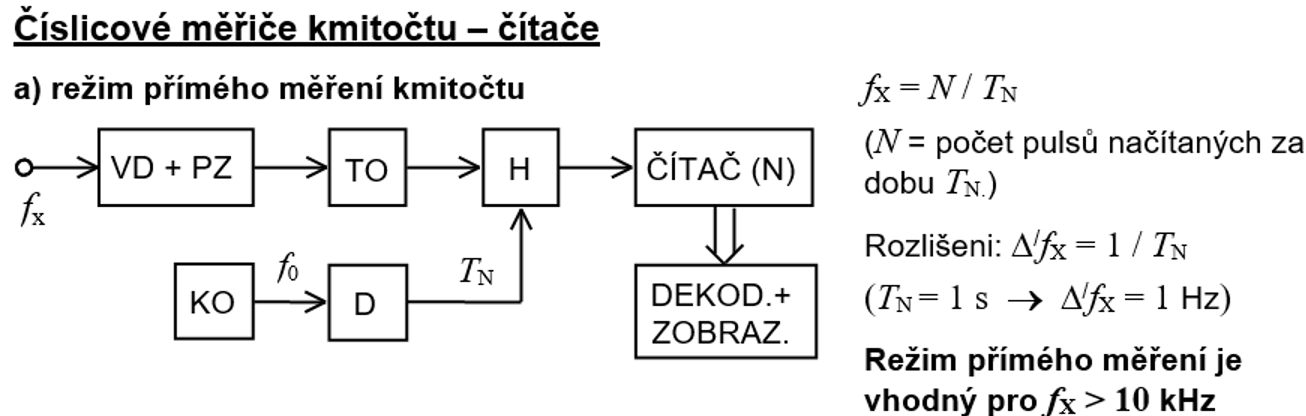 Číslicové měřiče kmitočtu – čítače
a) režim přímého měření kmitočtu
fx
VD + PZ
TO
H
ČÍTAČ (N)
KO
f0
D
TN
DEKOD.+
ZOBRAZ.
fX = N / TN
(N = počet pulsů načítaných za
dobu TN.)
Rozlišeni: Δ/fX = 1 / TN
(TN = 1 s → Δ/fX = 1 Hz)
Režim přímého měření je
vhodný pro fX > 10 kHz